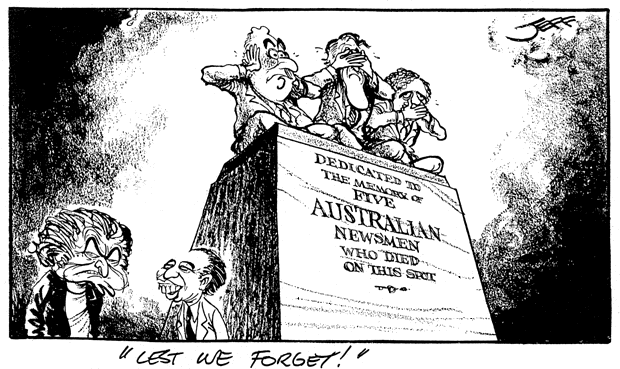 JEFF
DEDICATED TO
THE MEMORY OF
FIVE
AUSTRALIAN
NEWSMEN
WHO DIED
ON THIS SPOT.
"LEST WE FORGET!"